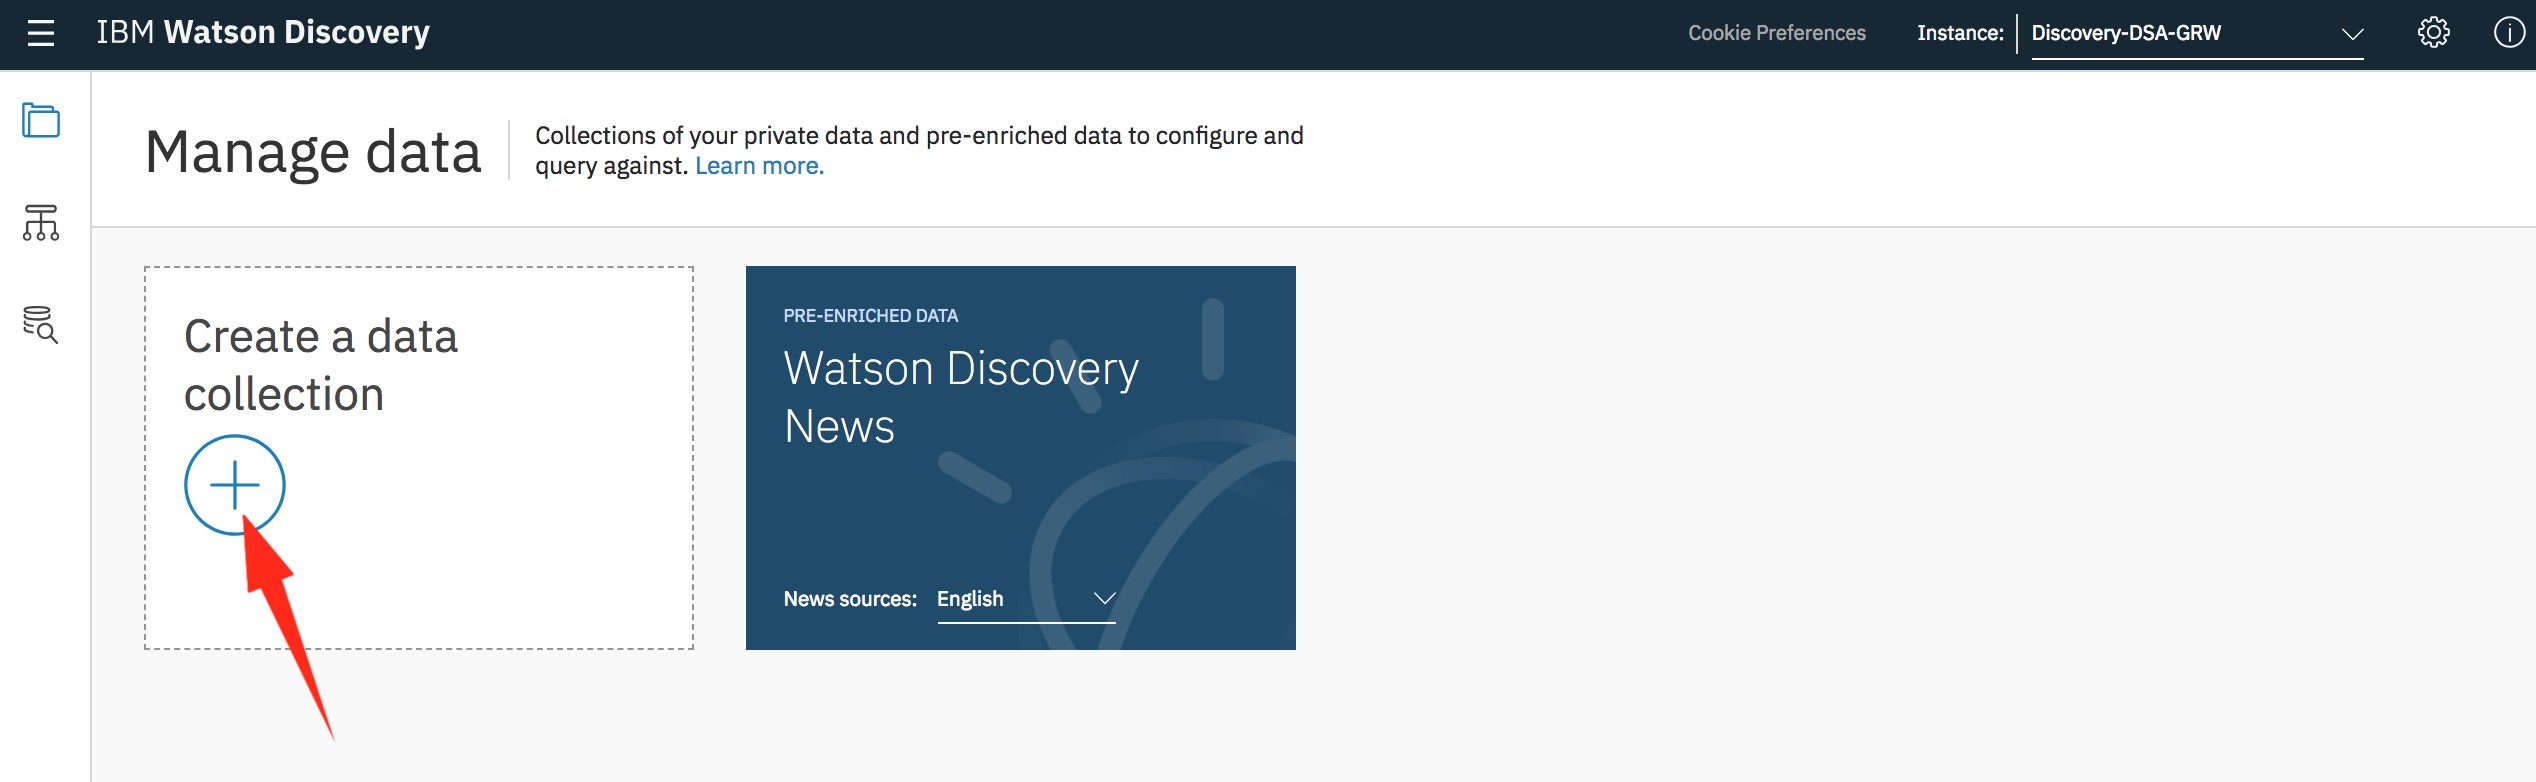 IBM Watson Discovery
Cookie Preferences
Instance:
Discovery-DSA-GRW
Manage data
Collections of your private data and pre-enriched data to configure and
query against. Learn more.
Create a data
collection
PRE-ENRICHED DATA
Watson Discovery
News
News sources: English